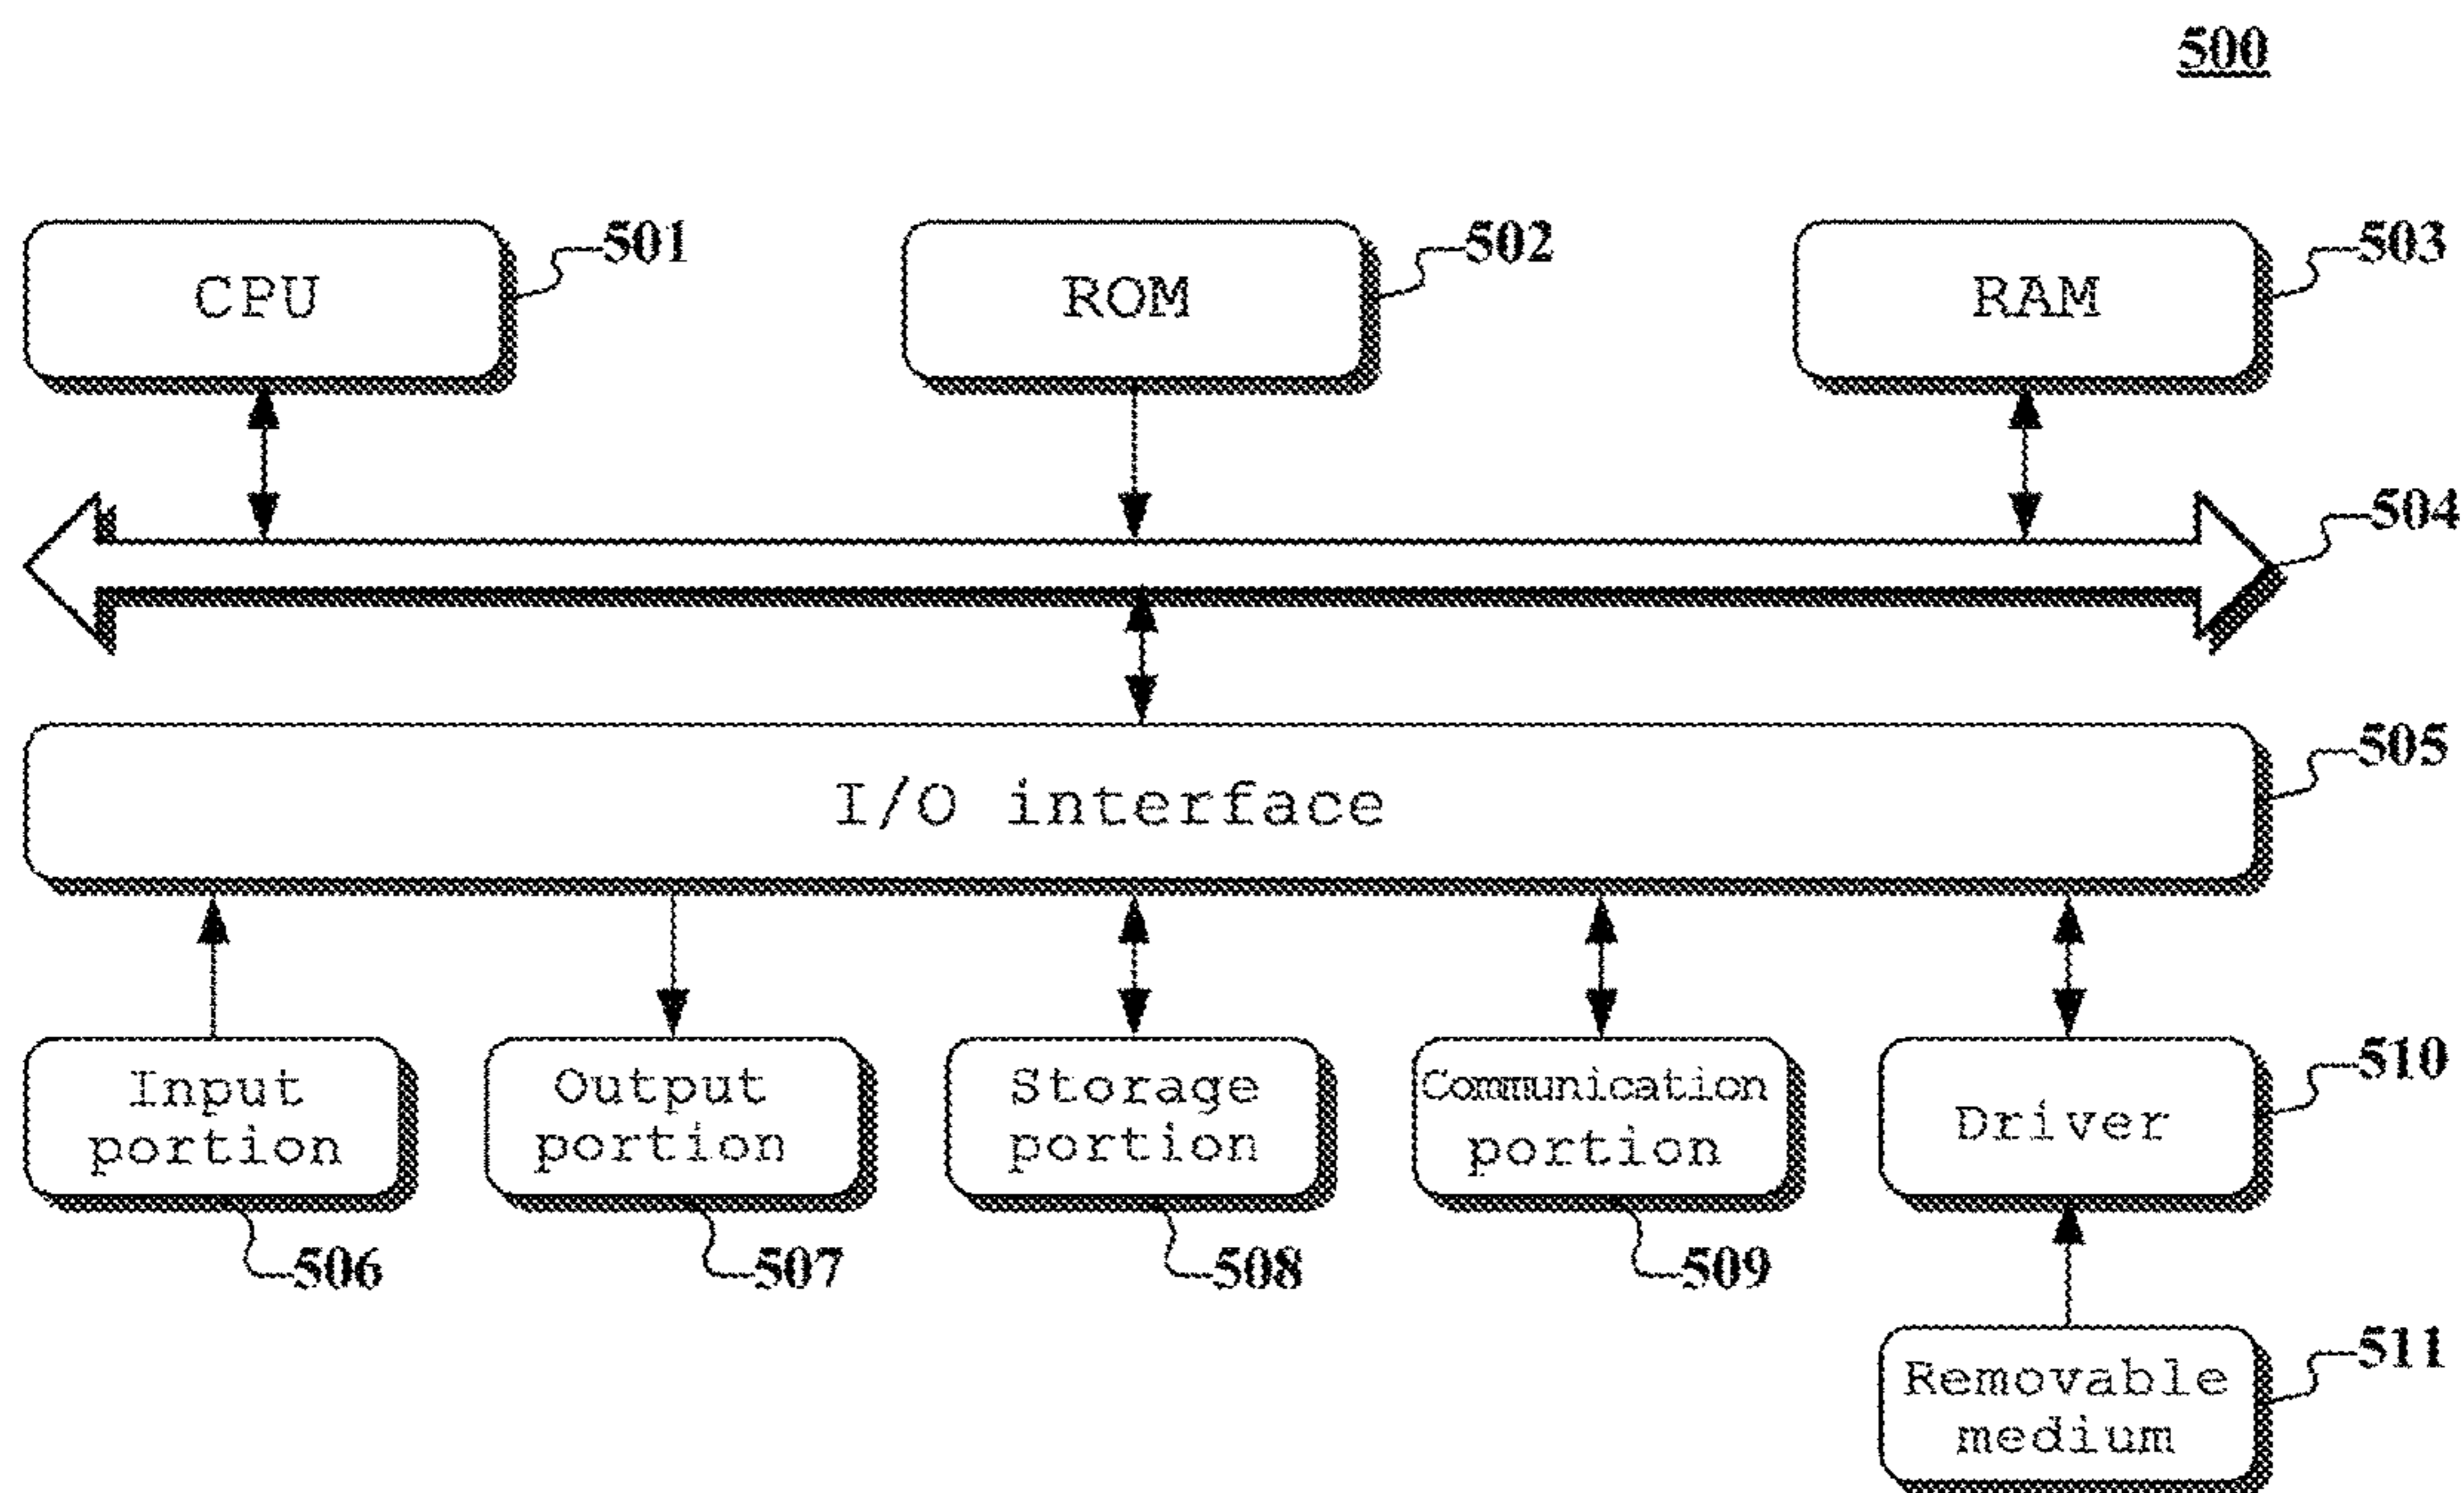 500
CPU
501
ROM
502
RAM
503
504
I/O interface
505
Input
portion
506
Output
portion
507
Storage
portion
508
Communication
portion
509
Driver
510
Removable
medium
511